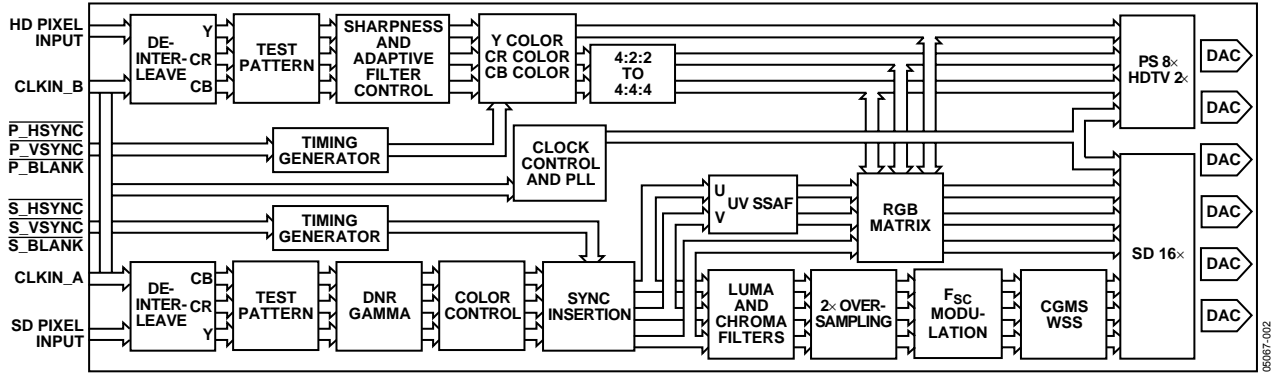 HD PIXEL
INPUT
CLKIN_B
P_HSYNC
P_VSYNC
P_BLANK
S_HSYNC
S_VSYNC
S_BLANK
CLKIN_A
SD PIXEL
INPUT
DE-
INTER-
LEAVE
Y
CR
CB
TEST
PATTERN
SHARPNESS
AND
ADAPTIVE
FILTER
CONTROL
Y COLOR
CR COLOR
CB COLOR
4:2:2
TO
4:4:4
PS 8×
HDTV 2×
TIMING
GENERATOR
CLOCK
CONTROL
AND PLL
TIMING
GENERATOR
U
V
UV SSAF
RGB
MATRIX
SD 16×
DE-
INTER-
LEAVE
CB
CR
Y
TEST
PATTERN
DNR
GAMMA
COLOR
CONTROL
SYNC
INSERTION
LUMA
AND
CHROMA
FILTERS
2× OVER-
SAMPLING
FSC
MODU-
LATION
CGMS
WSS
DAC
DAC
DAC
DAC
DAC
DAC
05067-002